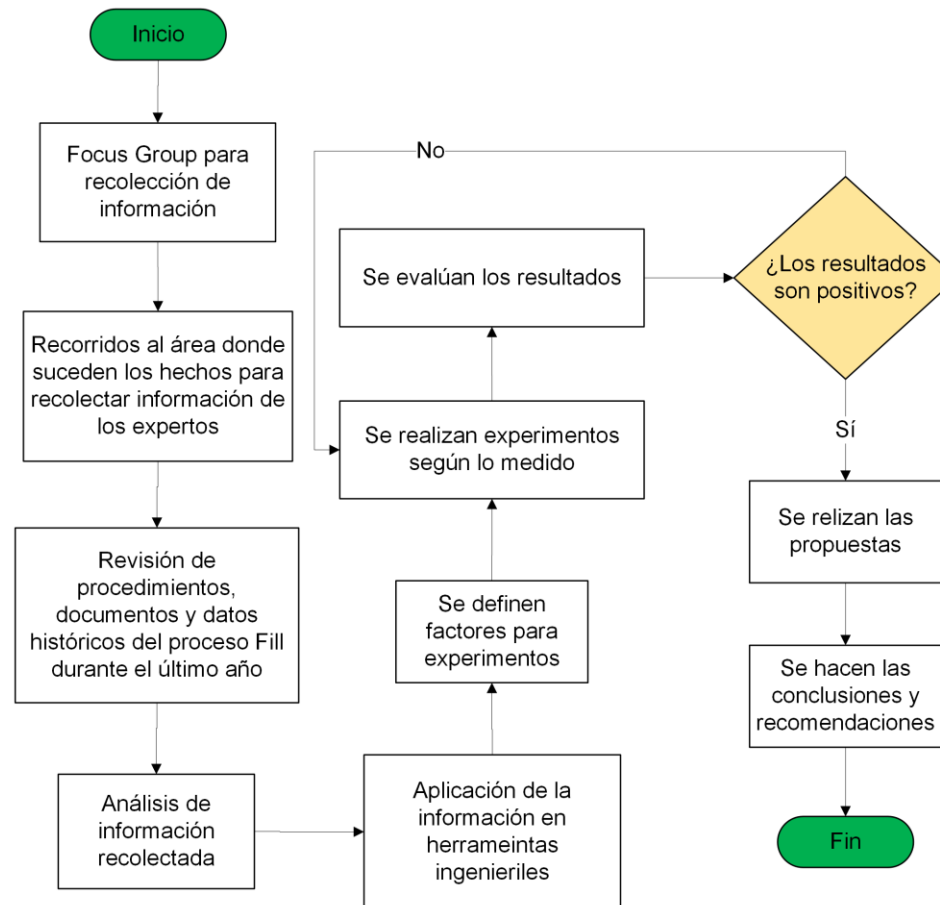 Inicio
Focus Group para
recolección de
información
Recorridos al área donde
suceden los hechos para
recolectar información de
los expertos
Revisión de
procedimientos,
documentos y datos
históricos del proceso Fill
durante el último año
Análisis de
información
recolectada
Aplicación de la
información en
herrameintas
ingenieriles
Se definen
factores para
experimentos
Se realizan experimentos
según lo medido
Se evalúan los resultados
¿Los resultados
son positivos?
No
Sí
Se relizan las
propuestas
Se hacen las
conclusiones y
recomendaciones
Fin